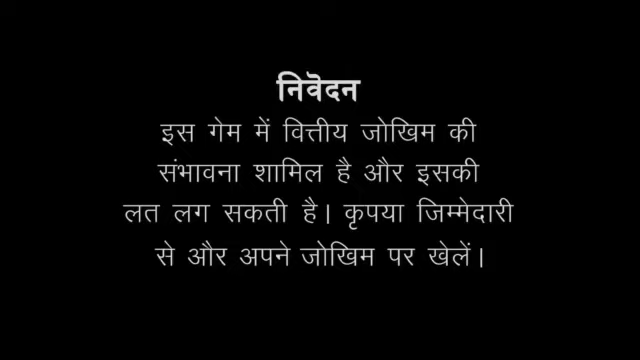 निवेदन
इस गेम में वित्तीय जोखिम की
संभावना शामिल है और इसकी
लत लग सकती है। कृपया जिम्मेदारी
से और अपने जोखिम पर खेलें।